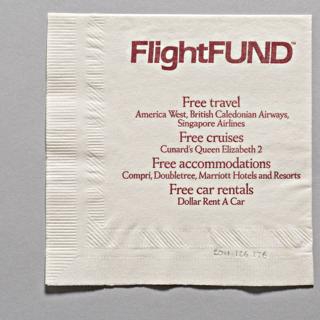 FlightFUND™
Free travel
America West, British Caledonian Airways,
Singapore Airlines
Free cruises
Cunard's Queen Elizabeth 2
Free accommodations
Compri, Doubletree, Marriott Hotels and Resorts
Free car rentals
Dollar Rent A Car